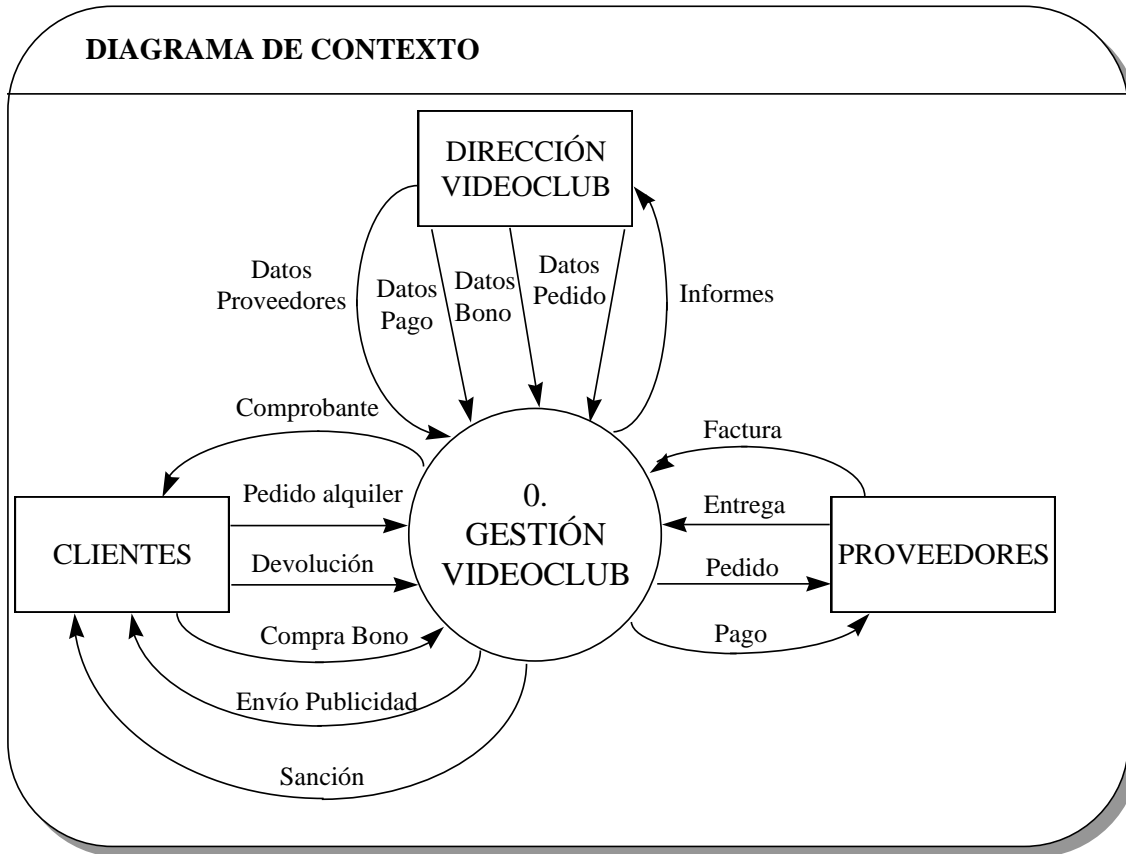 DIAGRAMA DE CONTEXTO
DIRECCIÓN
VIDEOCLUB
Datos
Proveedores
Datos
Pago
Datos
Bono
Datos
Pedido
Informes
Comprobante
Factura
Pedido alquiler
Entrega
CLIENTES
0.
GESTIÓN
VIDEOCLUB
PROVEEDORES
Devolución
Pedido
Compra Bono
Pago
Envío Publicidad
Sanción